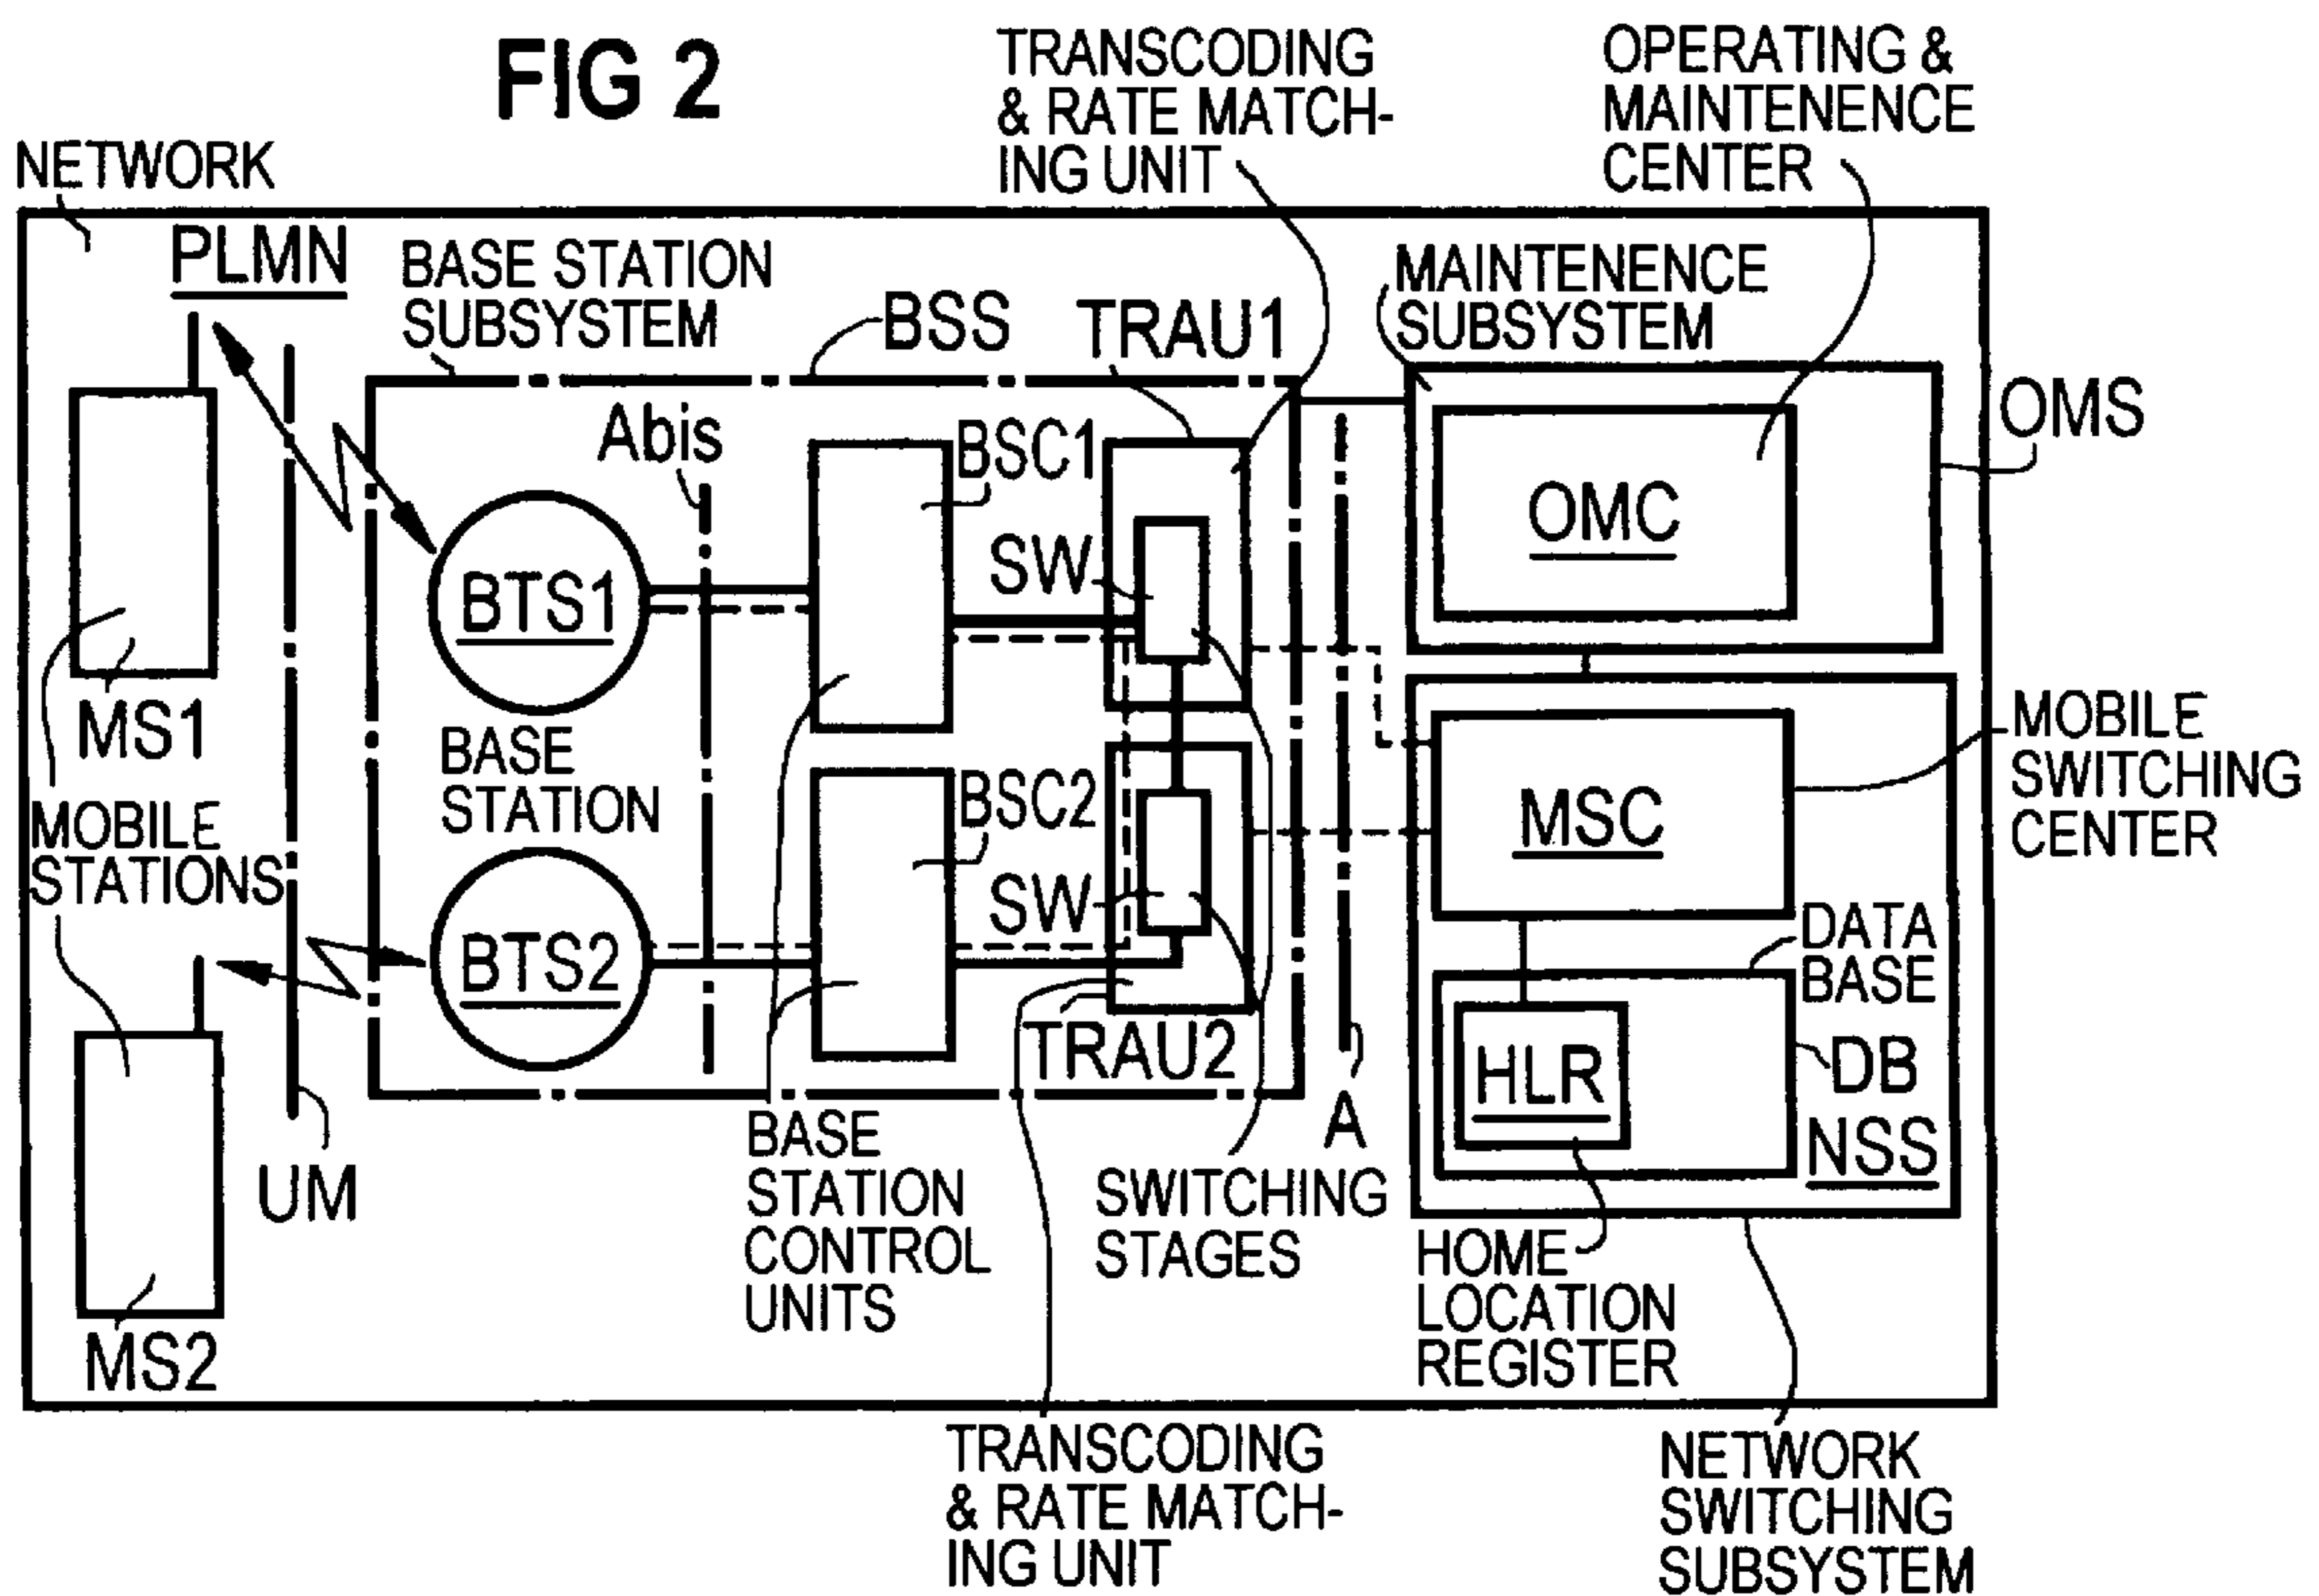 FIG 2
TRANSCODING
& RATE MATCH-
ING UNIT
OPERATING &
MAINTENENCE
CENTER
NETWORK
PLMN
BASE STATION
SUBSYSTEM
BSS
TRAU1
MAINTENENCE
SUBSYSTEM
OMS
Abis
BSC1
SW
OMC
BTS1
MS1
BASE
STATION
MOBILE
STATIONS
BSC2
SW
MSC
MOBILE
SWITCHING
CENTER
BTS2
DATA
BASE
TRAU2
HLR
DB
NSS
UM
A
MS2
BASE
STATION
CONTROL
UNITS
SWITCHING
STAGES
HOME
LOCATION
REGISTER
TRANSCODING
& RATE MATCH-
ING UNIT
NETWORK
SWITCHING
SUBSYSTEM